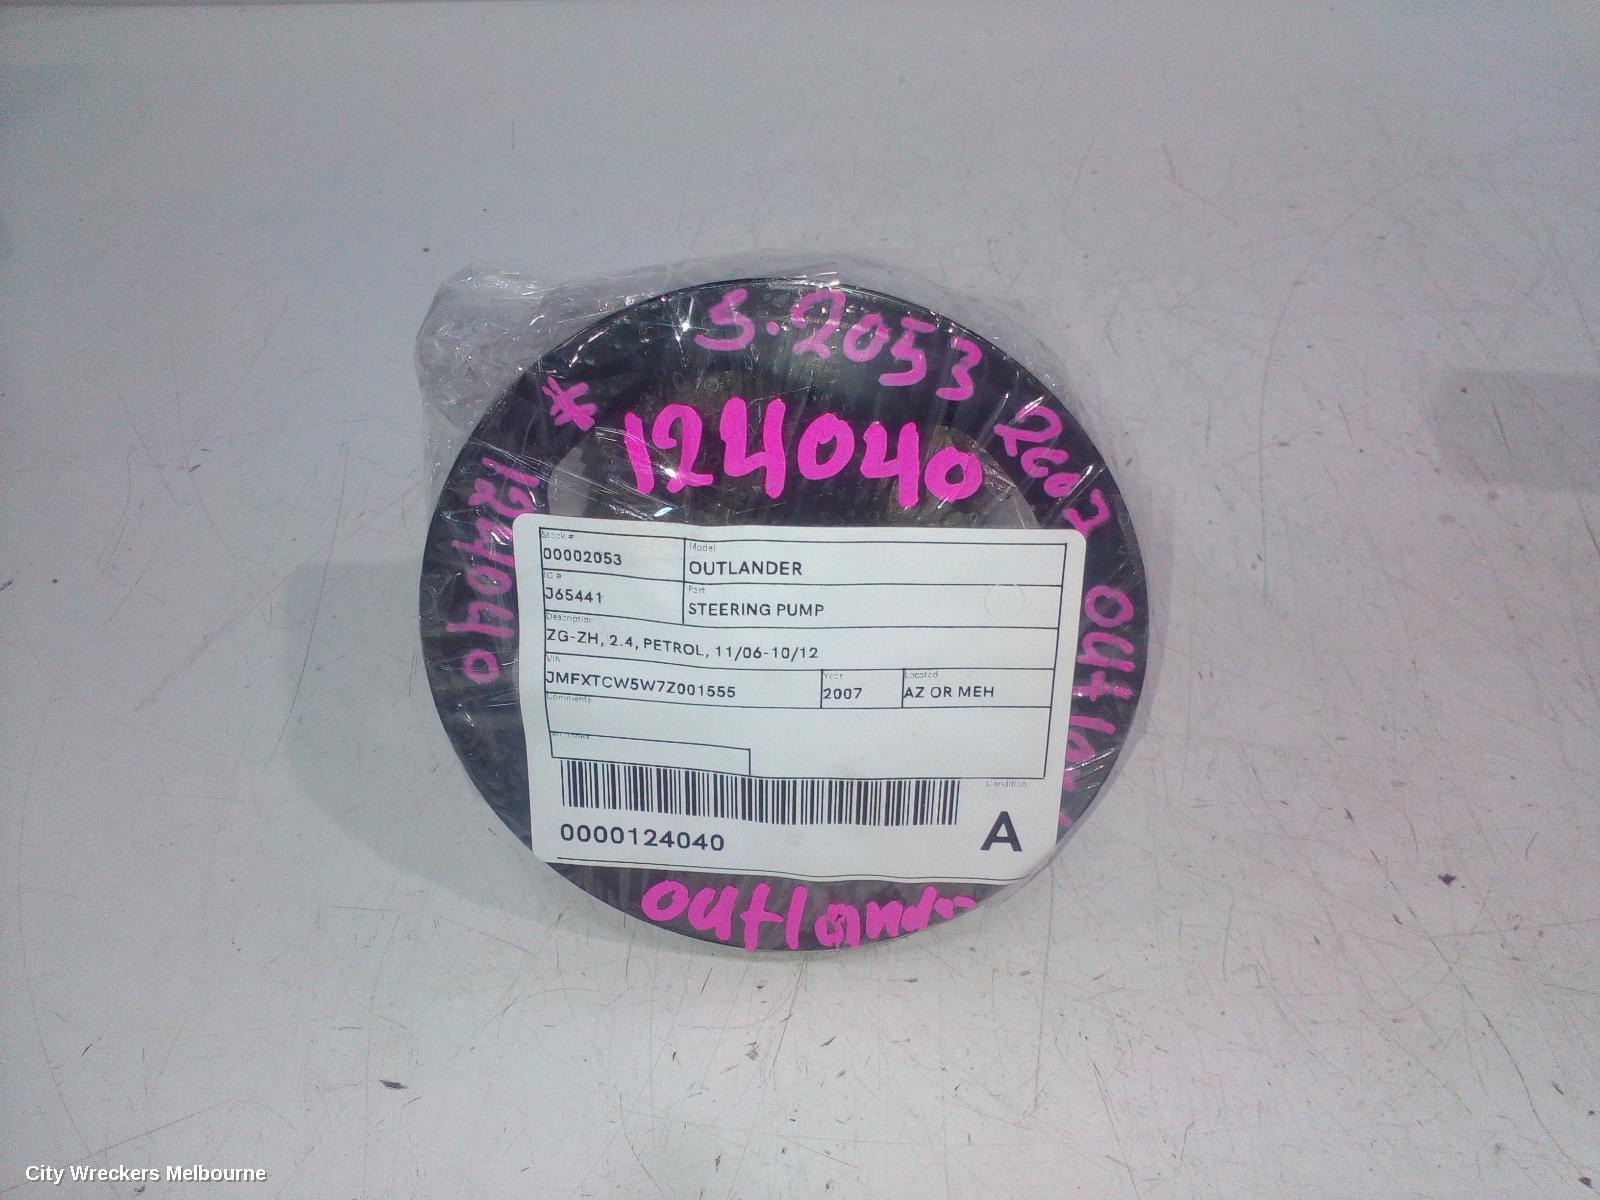 S.2053
*
124040
2007
124040
Stock #
00002053
Model
OUTLANDER
IC #
J65441
Part
STEERING PUMP
Description
ZG-ZH, 2.4, PETROL, 11/06-10/12
VIN
JMFXTCW5W7Z001555
Year
2007
Located
AZ OR MEH
Comments
0000124040
Condition
A
outlander
City Wreckers Melbourne